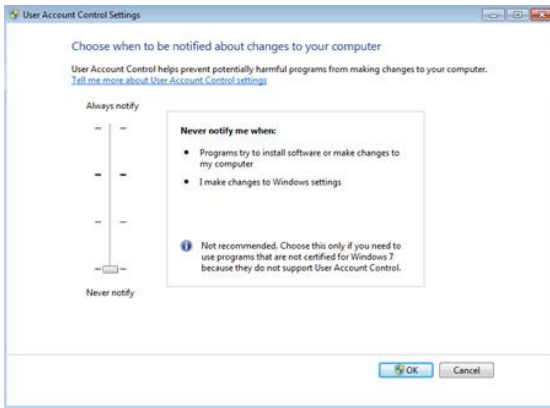 User Account Control Settings
Choose when to be notified about changes to your computer
User Account Control helps prevent potentially harmful programs from making changes to your computer.
Tell me more about User Account Control settings
Always notify
Never notify me when:
• Programs try to install software or make changes to
my computer
• I make changes to Windows settings
Not recommended. Choose this only if you need to
use programs that are not certified for Windows 7
because they do not support User Account Control.
Never notify
OK
Cancel